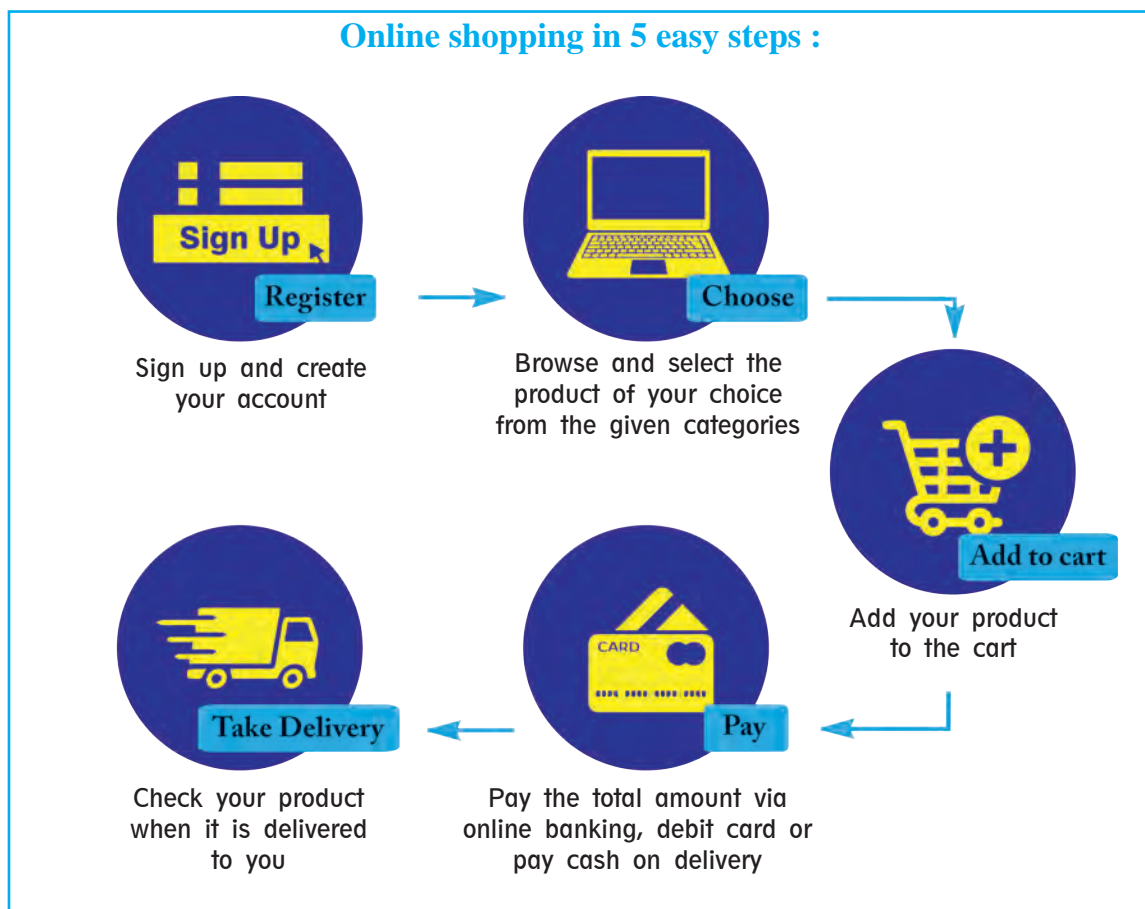 Online shopping in 5 easy steps :
Sign Up
Register
Sign up and create
your account
Choose
Browse and select the
product of your choice
from the given categories
Add to cart
Add your product
to the cart
CARD
Pay
Pay the total amount via
online banking, debit card or
pay cash on delivery
Take Delivery
Check your product
when it is delivered
to you